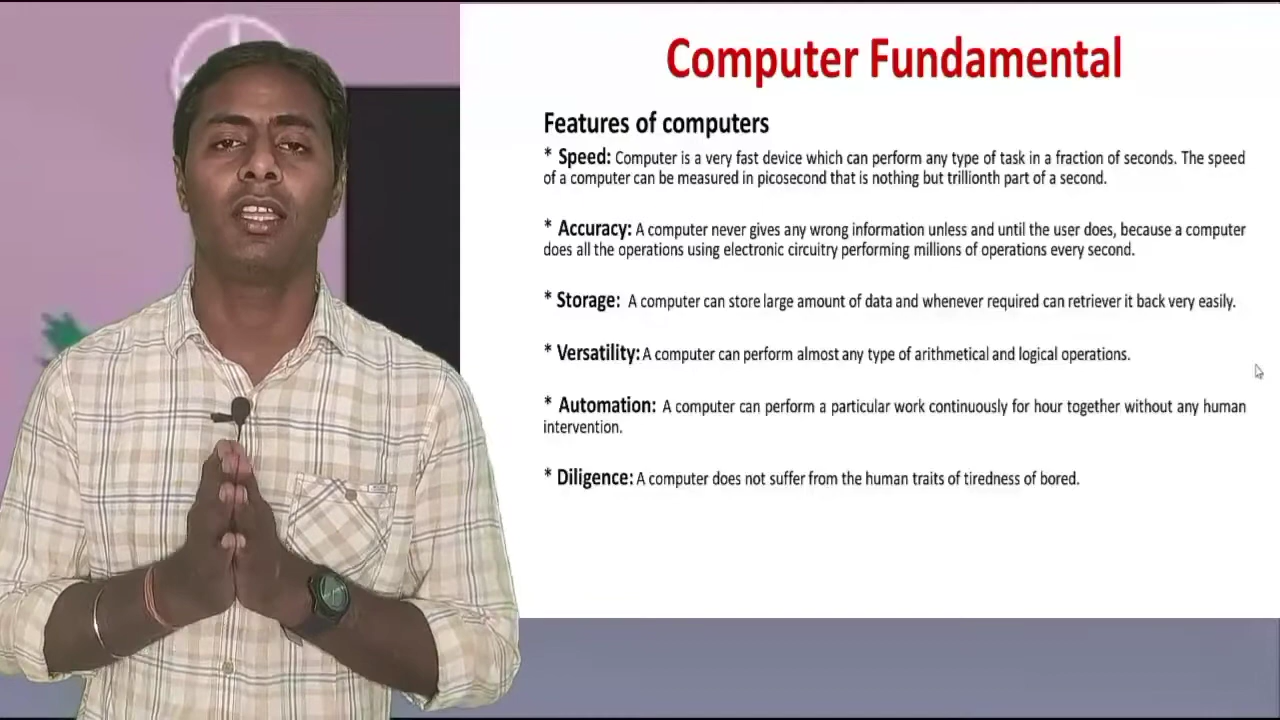 Computer Fundamental
Features of computers
* Speed: Computer is a very fast device which can perform any type of task in a fraction of seconds. The speed
of a computer can be measured in picosecond that is nothing but trillionth part of a second.
* Accuracy: A computer never gives any wrong information unless and until the user does, because a computer
does all the operations using electronic circuitry performing millions of operations every second.
* Storage: A computer can store large amount of data and whenever required can retriever it back very easily.
* Versatility: A computer can perform almost any type of arithmetical and logical operations.
* Automation: A computer can perform a particular work continuously for hour together without any human
intervention.
* Diligence: A computer does not suffer from the human traits of tiredness of bored.